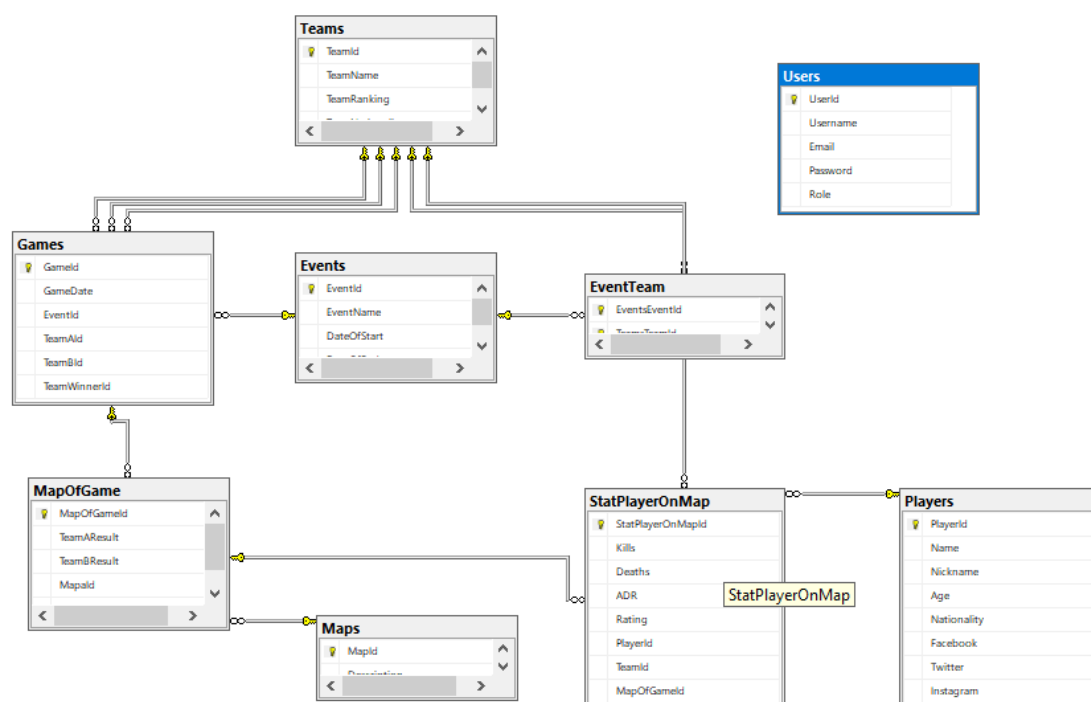 Teams
TeamId
TeamName
TeamRanking
Users
UserId
Username
Email
Password
Role
Games
GameId
GameDate
EventId
TeamAId
TeamBId
TeamWinnerId
Events
EventId
EventName
DateOfStart
EventTeam
EventsEventId
MapOfGame
MapOfGameId
TeamAResult
TeamBResult
MapaId
Maps
MapId
StatPlayerOnMap
StatPlayerOnMapId
Kills
Deaths
ADR
Rating
PlayerId
TeamId
MapOfGameId
StatPlayerOnMap
Players
PlayerId
Name
Nickname
Age
Nationality
Facebook
Twitter
Instagram